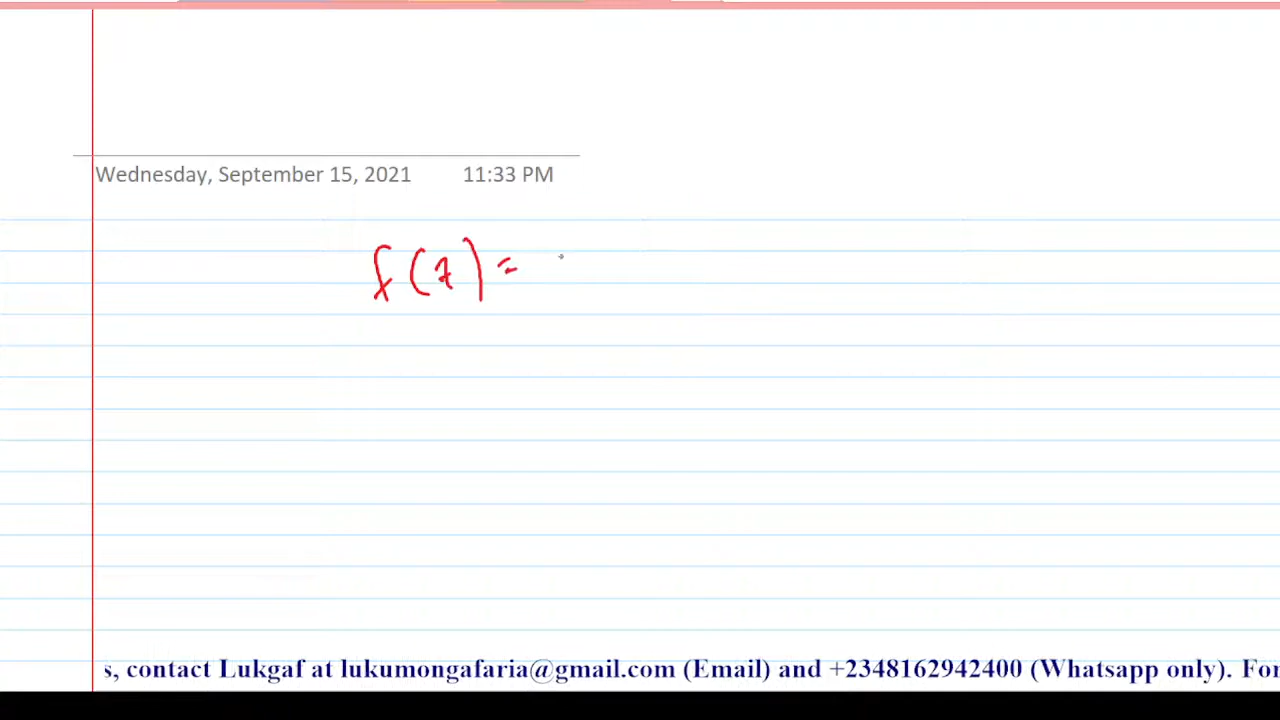 Wednesday, September 15, 2021 11:33 PM
f(z) =
s, contact Lukgaf at lukumongafaria@gmail.com (Email) and +2348162942400 (Whatsapp only). For